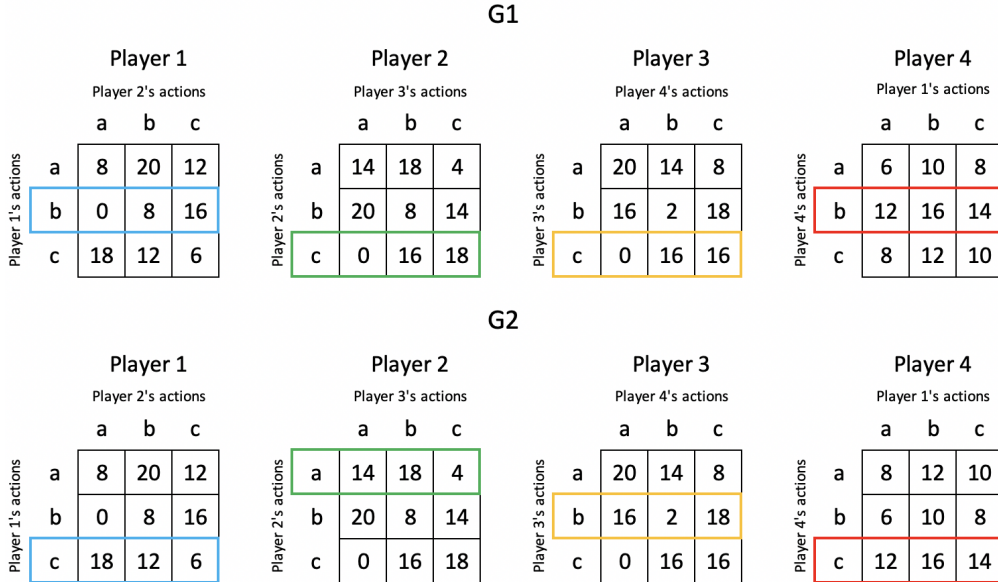 G1
Player 1 Player 2 Player 3 Player 4
Player 2's actions Player 3's actions Player 4's actions Player 1's actions
a b c a b c a b c a b c
Player 1's actions Player 2's actions Player 3's actions Player 4's actions
a 8 20 12 a 14 18 4 a 20 14 8 a 6 10 8
b 0 8 16 b 20 8 14 b 16 2 18 b 12 16 14
c 18 12 6 c 0 16 18 c 0 16 16 c 8 12 10
G2
Player 1 Player 2 Player 3 Player 4
Player 2's actions Player 3's actions Player 4's actions Player 1's actions
a b c a b c a b c a b c
Player 1's actions Player 2's actions Player 3's actions Player 4's actions
a 8 20 12 a 14 18 4 a 20 14 8 a 8 12 10
b 0 8 16 b 20 8 14 b 16 2 18 b 6 10 8
c 18 12 6 c 0 16 18 c 0 16 16 c 12 16 14